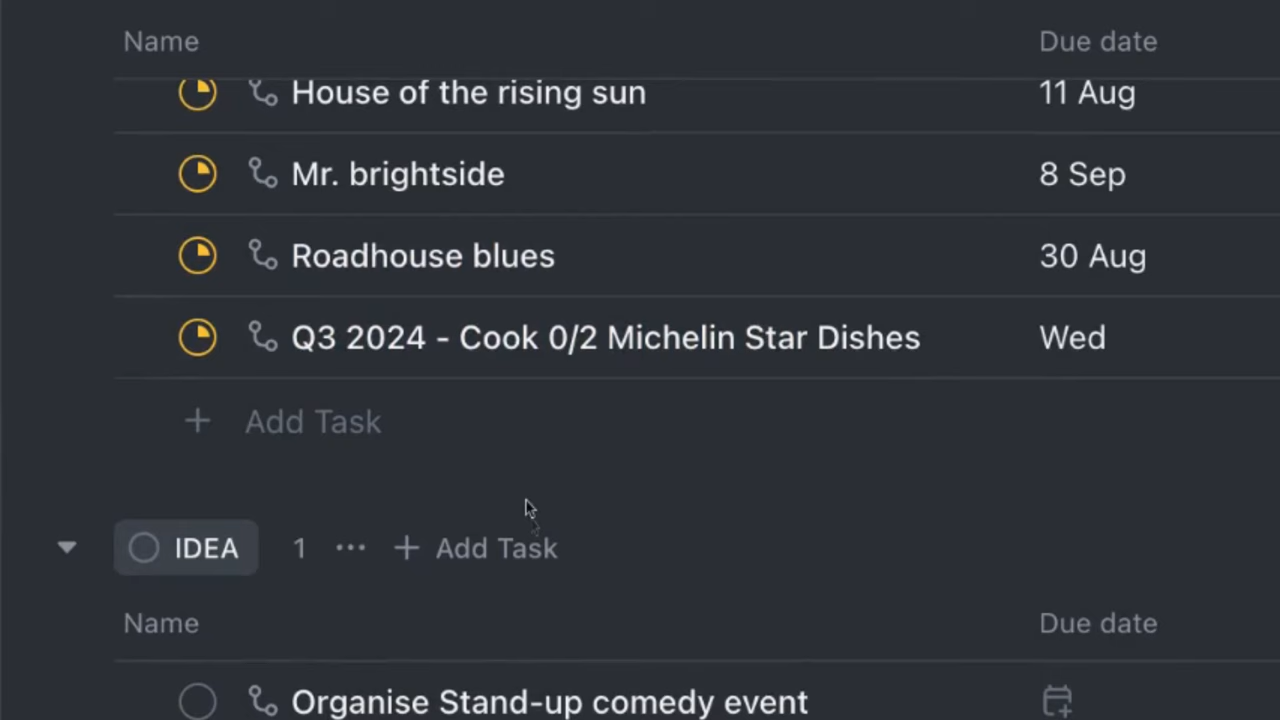 Name Due date
House of the rising sun 11 Aug
Mr. brightside 8 Sep
Roadhouse blues 30 Aug
Q3 2024 - Cook 0/2 Michelin Star Dishes Wed
+ Add Task
IDEA 1 ... + Add Task
Name Due date
Organise Stand-up comedy event